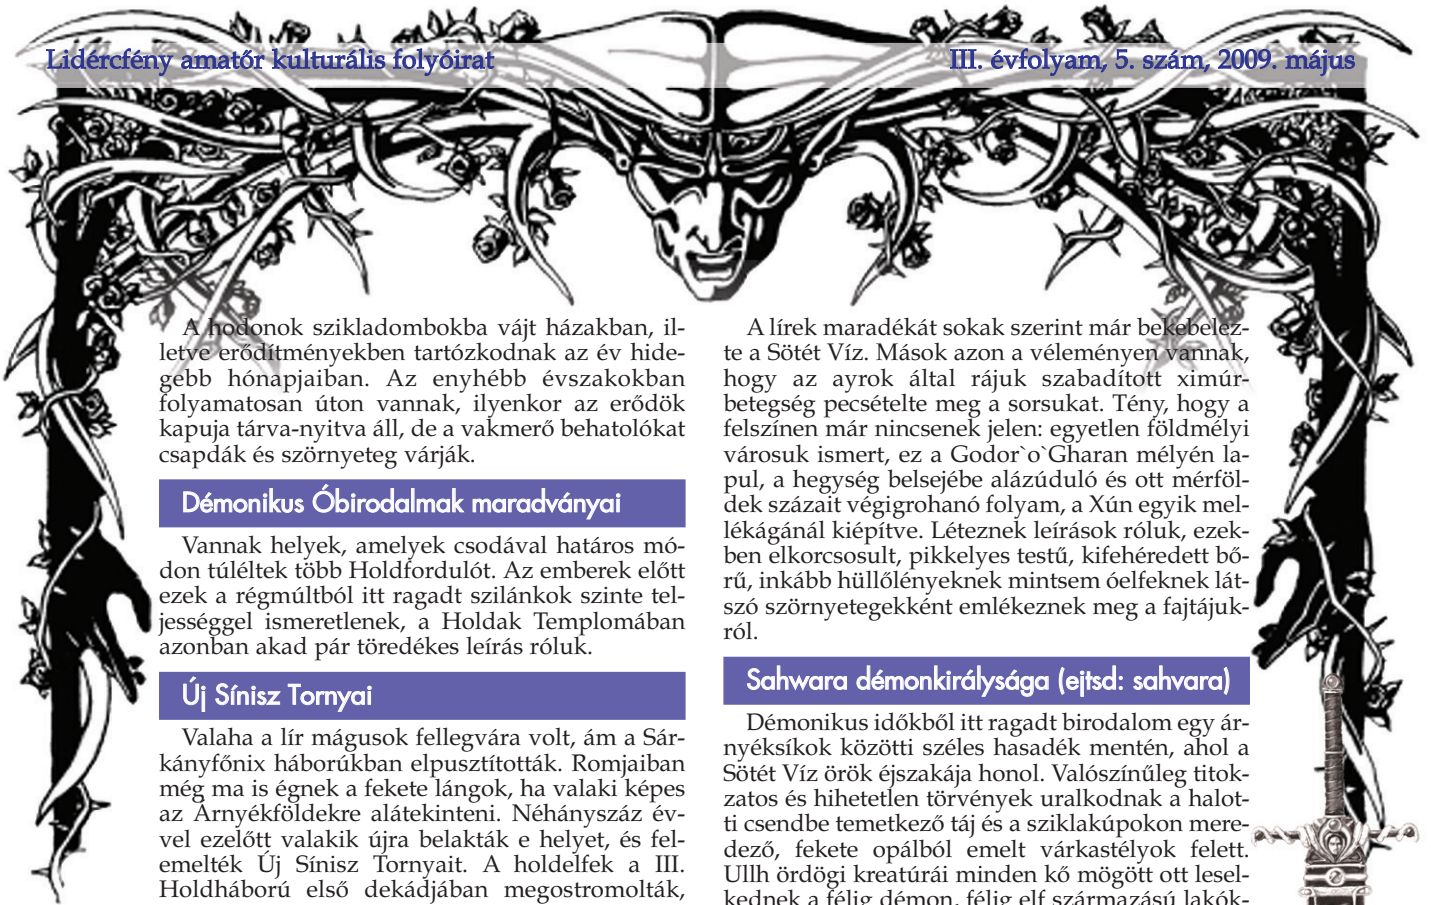 Lidércfény amatőr kulturális folyóirat
III. évfolyam, 5. szám, 2009. május
A hodonok szikladombokba vájt házakban, il-
letve erődítményekben tartózkodnak az év hide-
gebb hónapjaiban. Az enyhébb évszakokban
folyamatosan úton vannak, ilyenkor az erődök
kapuja tárva-nyitva áll, de a vakmerő behatolókat
csapdák és szörnyeteg várják.
Démonikus Óbirodalmak maradványai
Vannak helyek, amelyek csodával határos mó-
don túléltek több Holdfordulót. Az emberek előtt
ezek a régmúltból itt ragadt szilánkok szinte tel-
jességgel ismeretlenek, a Holdak Templomában
azonban akad pár töredékes leírás róluk.
Új Sínisz Tornyai
Valaha a lír mágusok fellegvára volt, ám a Sár-
kányfőnix háborúkban elpusztították. Romjaiban
még ma is égnek a fekete lángok, ha valaki képes
az Árnyékföldekre alátekinteni. Néhányszáz év-
vel ezelőtt valakik újra belakták e helyet, és fel-
emelték Új Sínisz Tornyait. A holdelfek a III.
Holdháború első dekádjában megostromolták,
A lírek maradékát sokak szerint már bekebelez-
te a Sötét Víz. Mások azon a véleményen vannak,
hogy az ayrok által rájuk szabadított ximúr-
betegség pecsételte meg a sorsukat. Tény, hogy a
felszínen már nincsenek jelen: egyetlen földmélyi
városuk ismert, ez a Godor`o`Gharan mélyén la-
pul, a hegység belsejébe alázúduló és ott mérföl-
dek százait végigrohanó folyam, a Xún egyik mel-
lékágánál kiépítve. Léteznek leírások róluk, ezek-
ben elkorcsosult, pikkelyes testű, kifehéredett bő-
rű, inkább hüllőlényeknek mintsem óelfeknek lát-
szó szörnyetegekként emlékeznek meg a fajtájuk-
ról.
Sahwara démonkirálysága (ejtsd: sahvara)
Démonikus időkből itt ragadt birodalom egy ár-
nyéksíkok közötti széles hasadék mentén, ahol a
Sötét Víz örök éjszakája honol. Valószínűleg titok-
zatos és hihetetlen törvények uralkodnak a halot-
ti csendbe temetkező táj és a sziklakúpokon mere-
dező, fekete opálból emelt várkastélyok felett.
Ullh ördögi kreatúrái minden kő mögött ott lesel-
kednek a félig démon, félig elf származású lakók-